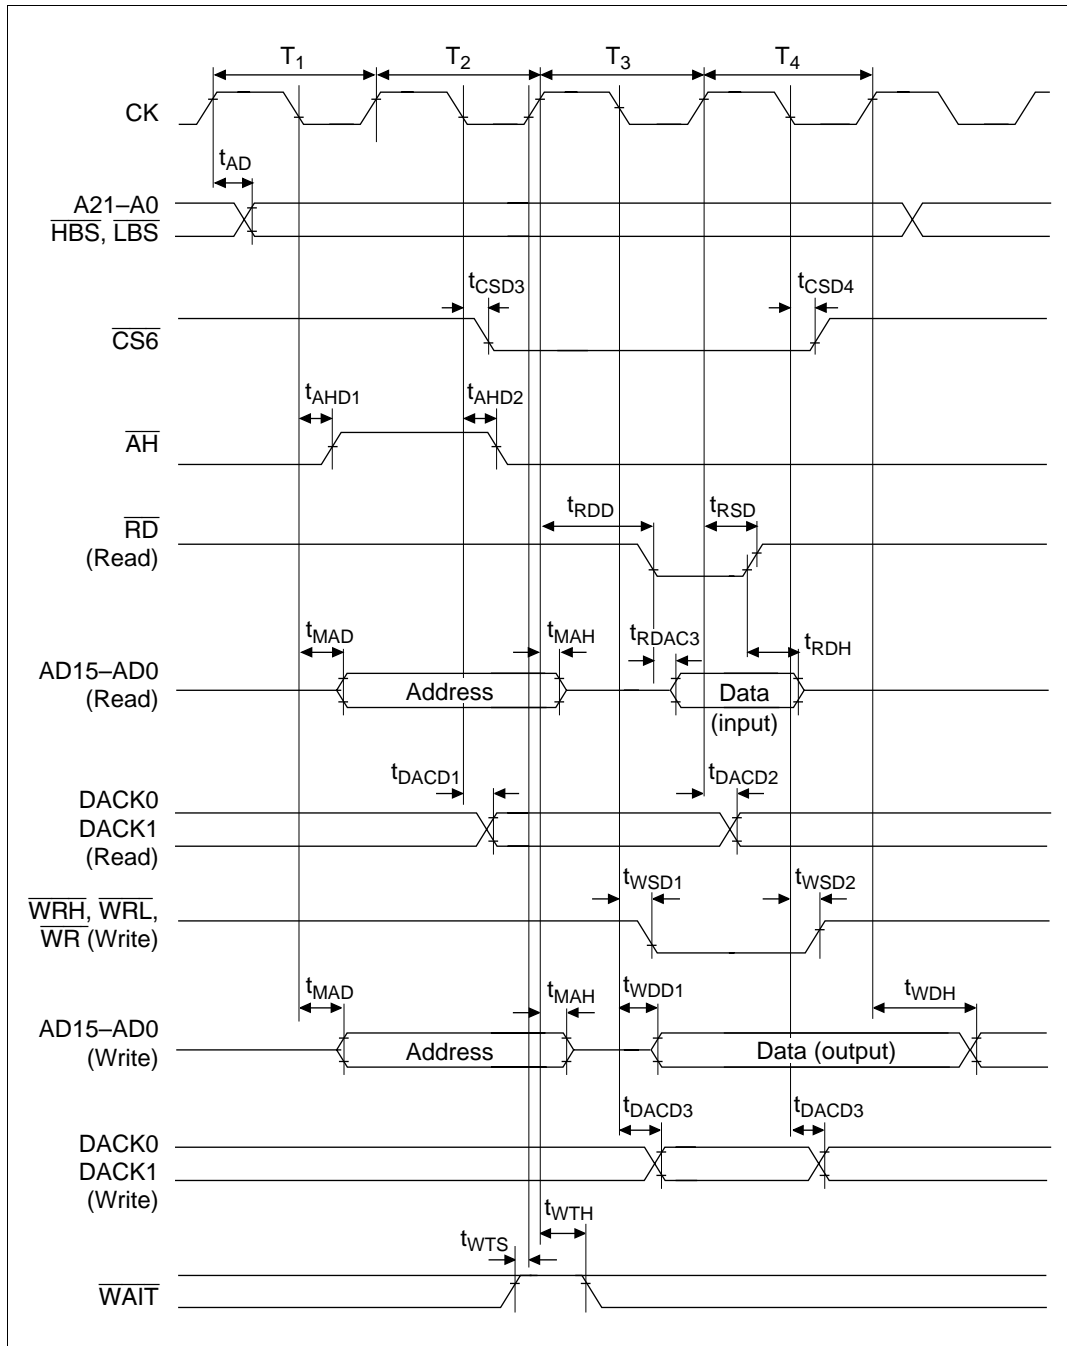 T1 T2 T3 T4
CK
tAD
A21–A0
HBS, LBS
tCSD3 tCSD4
CS6
tAHD1 tAHD2
AH
tRDD tRSD
RD
(Read)
tMAD tMAH tRDAC3 tRDH
AD15–AD0
(Read)
Address Data
(input)
tDACD1 tDACD2
DACK0
DACK1
(Read)
tWSD1 tWSD2
WRH, WRL,
WR (Write)
tMAD tMAH tWDD1 tWDH
AD15–AD0
(Write)
Address Data (output)
tDACD3 tDACD3
DACK0
DACK1
(Write)
tWTH
tWTS
WAIT